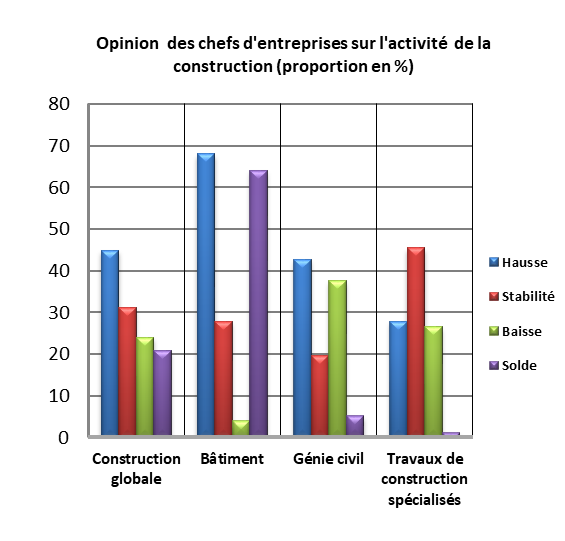 Opinion des chefs d'entreprises sur l'activité de la
construction (proportion en %)
80
70
60
50
40
30
20
10
0
Hausse
Stabilité
Baisse
Solde
Construction
globale
Bâtiment
Génie civil
Travaux de
construction
spécialisés